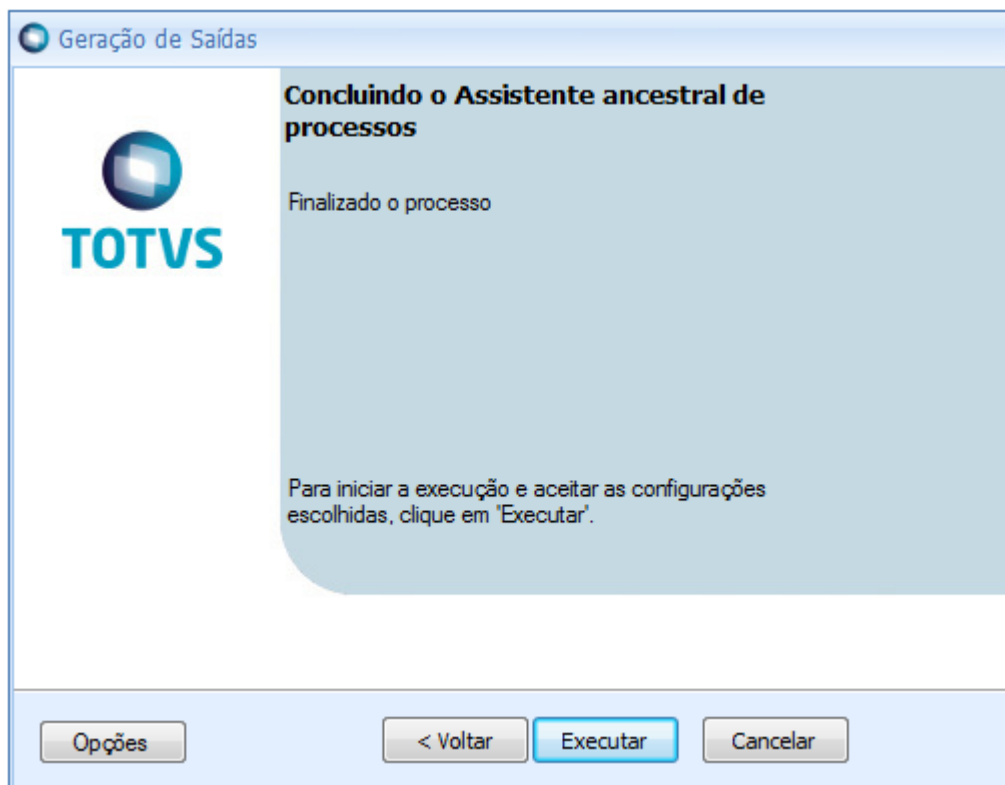 Geração de Saídas
Concluindo o Assistente ancestral de
processos
TOTVS
Finalizado o processo
Para iniciar a execução e aceitar as configurações
escolhidas, clique em 'Executar'.
Opções
< Voltar
Executar
Cancelar